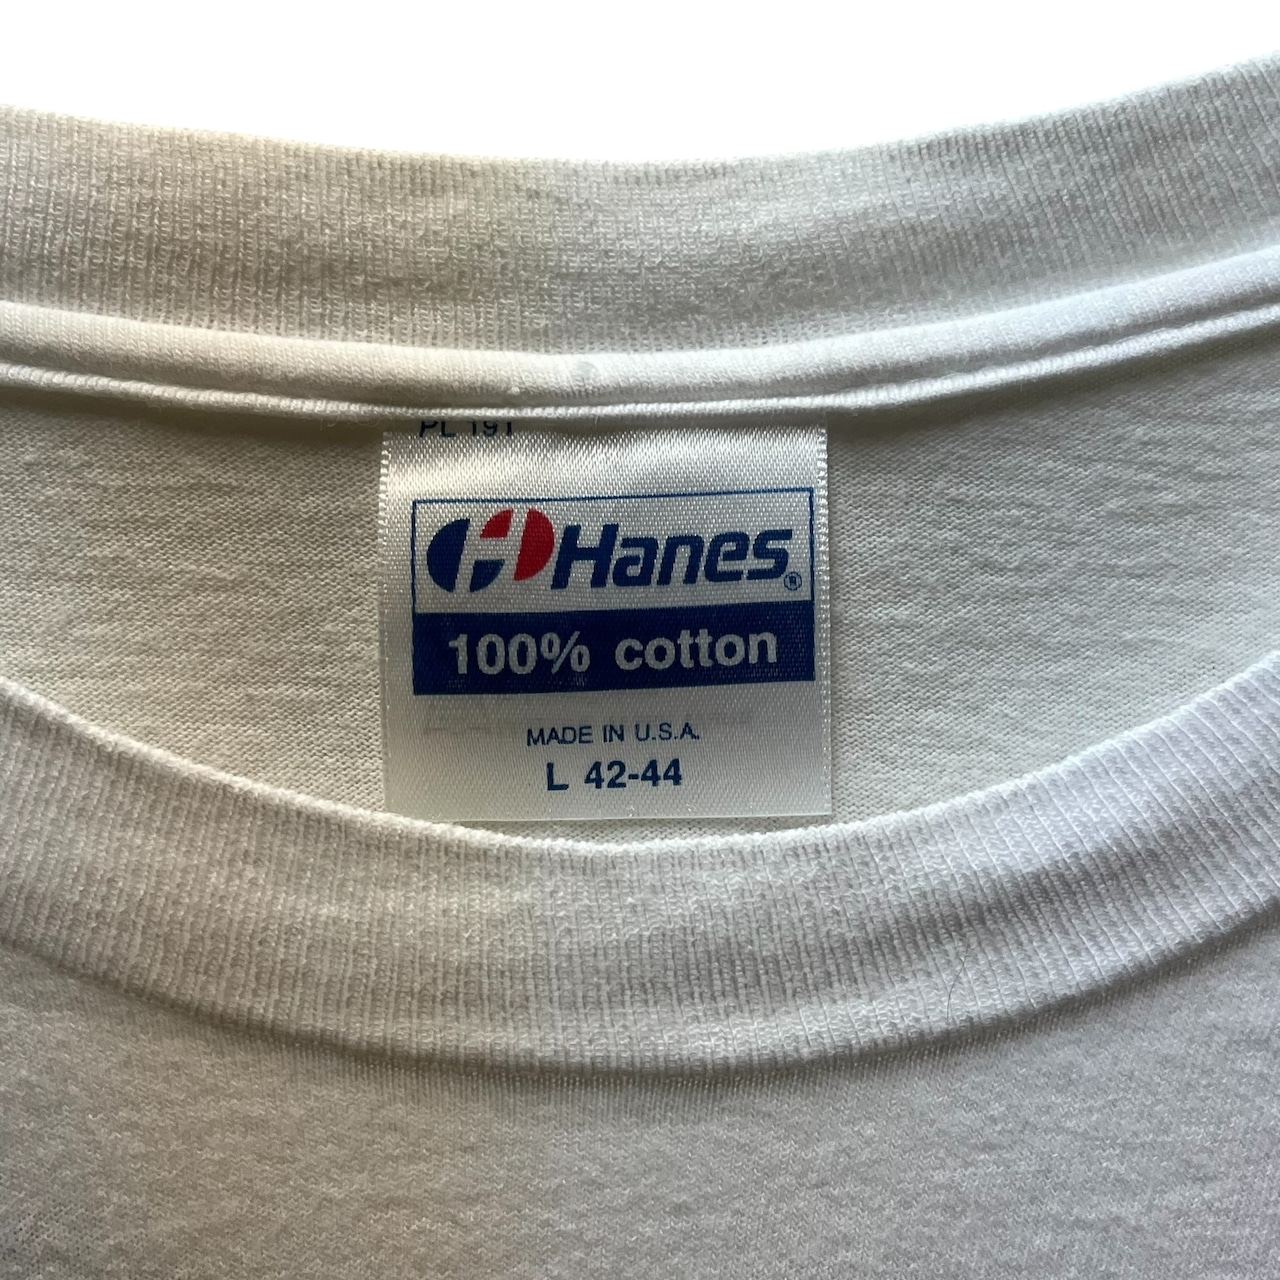 PL 191
Hanes®
100% cotton
MADE IN U.S.A.
L 42-44